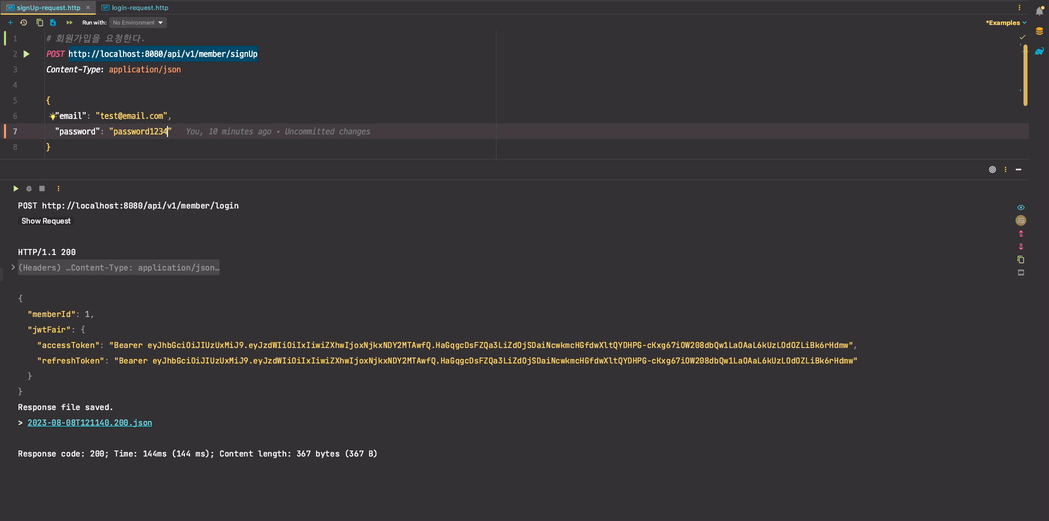 signUp-request.http
login-request.http
Run with: No Environment
*Examples
1 # 회원가입을 요청한다.
2 POST http://localhost:8080/api/v1/member/signUp
3 Content-Type: application/json
4
5 {
6 "email": "test@email.com",
7 "password": "password1234" You, 10 minutes ago • Uncommitted changes
8 }
POST http://localhost:8080/api/v1/member/login
Show Request
HTTP/1.1 200
(Headers) …Content-Type: application/json…
{
"memberId": 1,
"jwtFair": {
"accessToken": "Bearer eyJhbGciOiJIUzUxMiJ9.eyJzdWIiOiIxIiwiZXhwIjoxNjkxNDY2MTAwfQ.HaGqgcDsFZQa3LiZdOjSDaiNcwkmcHGfdwXltQYDHPG-cKxg67iOW208dbQw1LaOAaL6kUzLOdOZLiBk6rHdmw",
"refreshToken": "Bearer eyJhbGciOiJIUzUxMiJ9.eyJzdWIiOiIxIiwiZXhwIjoxNjkxNDY2MTAwfQ.HaGqgcDsFZQa3LiZdOjSDaiNcwkmcHGfdwXltQYDHPG-cKxg67iOW208dbQw1LaOAaL6kUzLOdOZLiBk6rHdmw"
}
}
Response file saved.
> 2023-08-08T121140.200.json
Response code: 200; Time: 144ms (144 ms); Content length: 367 bytes (367 B)